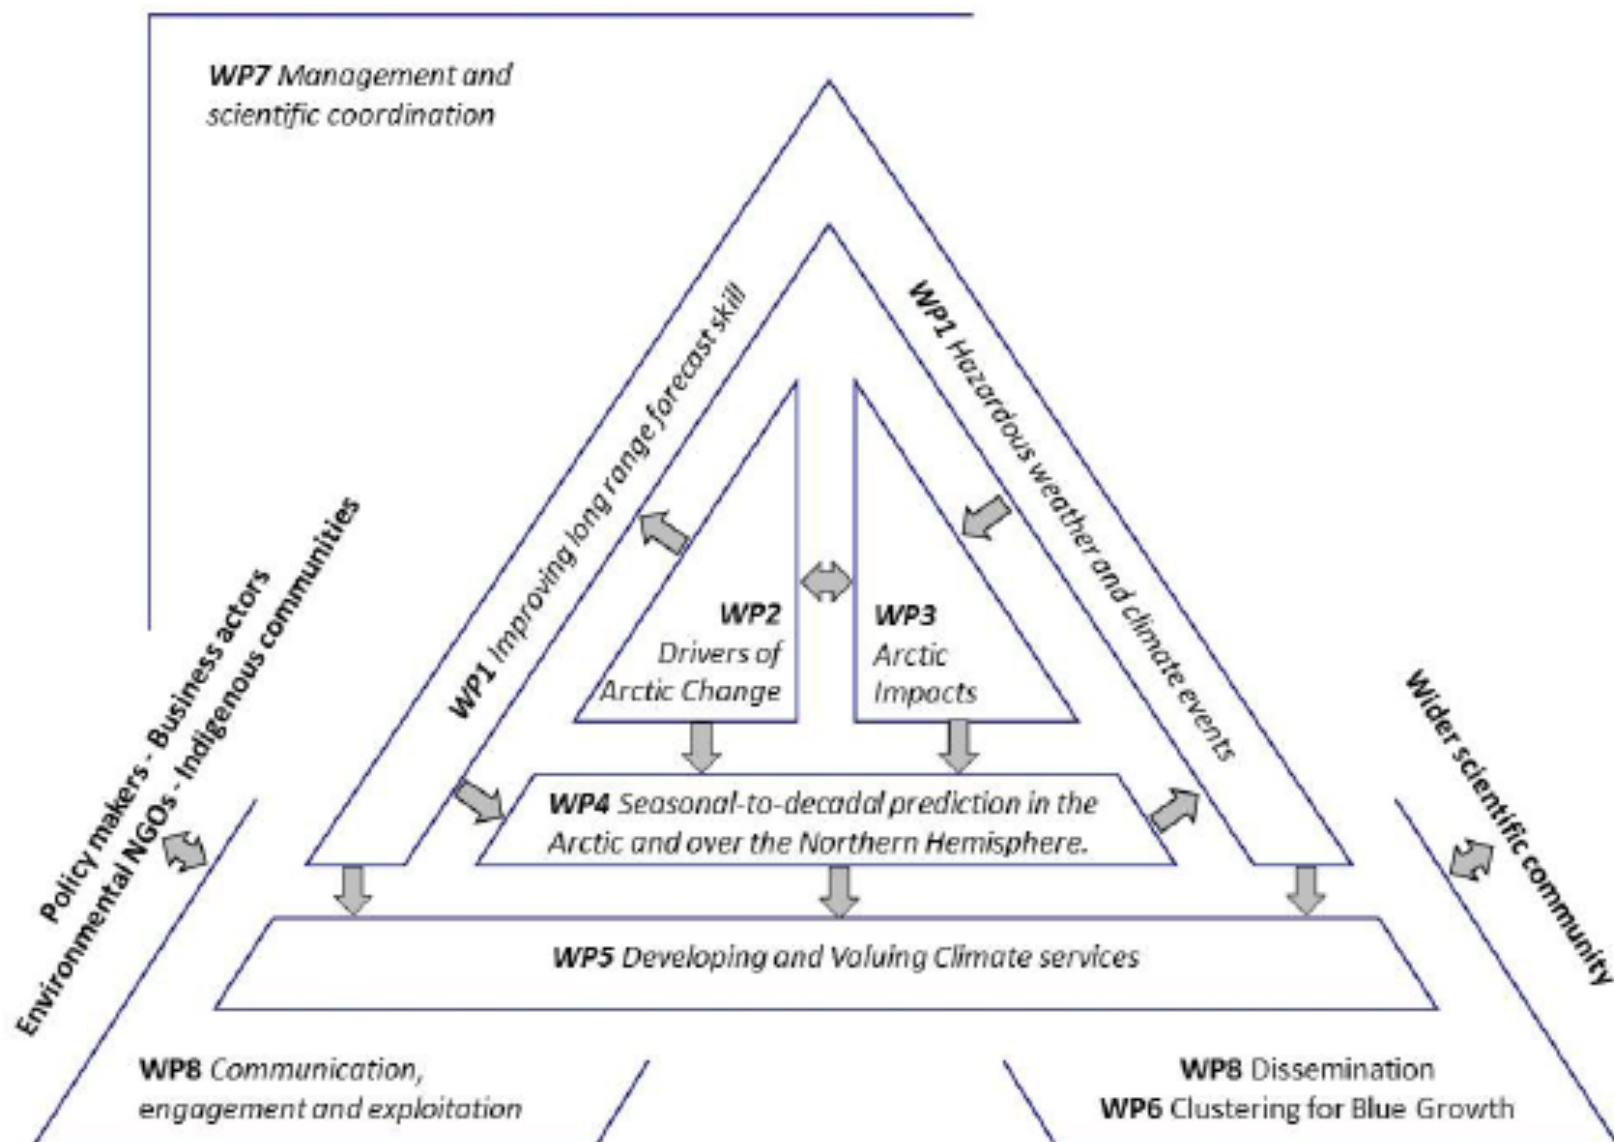 WP7 Management and
scientific coordination
WP1 Improving long range forecast skill
WP1 Hazardous weather and climate events
WP2
Drivers of
Arctic Change
WP3
Arctic
Impacts
Policy makers - Business actors
Environmental NGOs - Indigenous communities
Wider scientific community
WP4 Seasonal-to-decadal prediction in the
Arctic and over the Northern Hemisphere.
WP5 Developing and Valuing Climate services
WP8 Communication,
engagement and exploitation
WP8 Dissemination
WP6 Clustering for Blue Growth